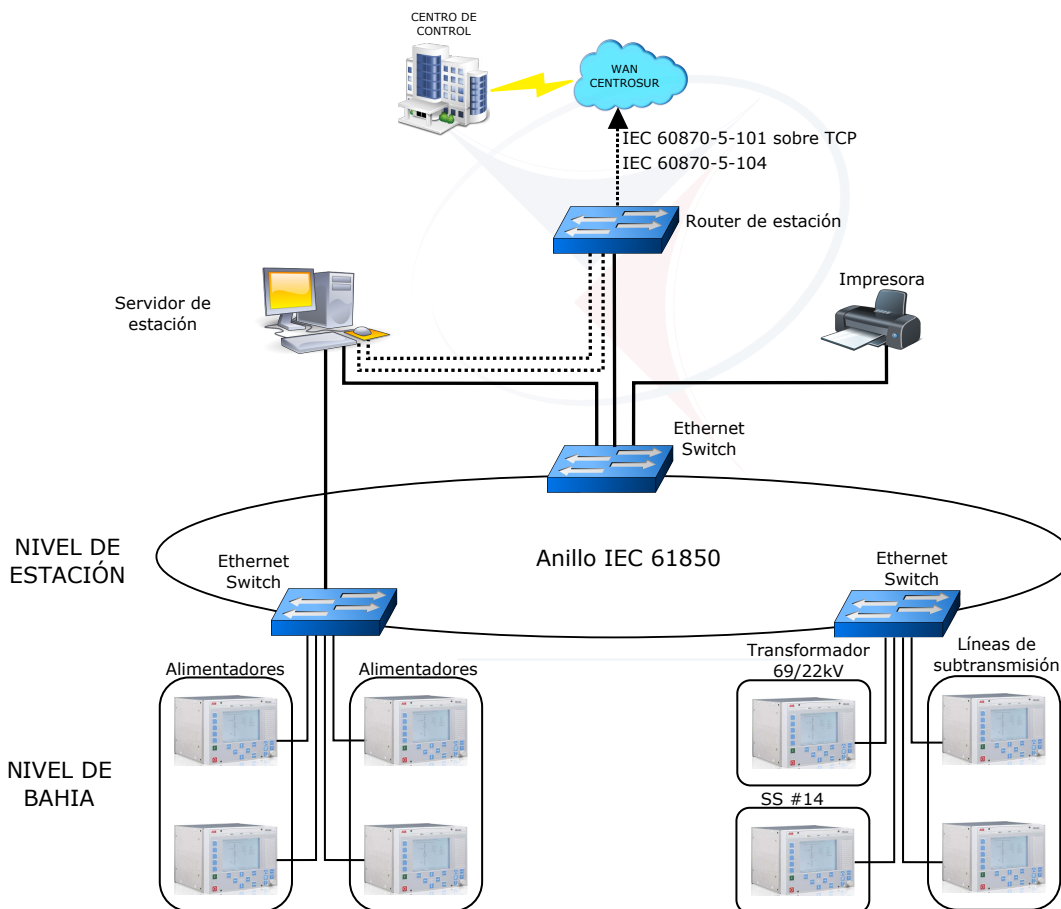 CENTRO DE
CONTROL
WAN
CENTROSUR
IEC 60870-5-101 sobre TCP
IEC 60870-5-104
Router de estación
Servidor de
estación
Impresora
Ethernet
Switch
NIVEL DE
ESTACIÓN
Ethernet
Switch
Anillo IEC 61850
Ethernet
Switch
Alimentadores
Alimentadores
Transformador
69/22kV
Líneas de
subtransmisión
NIVEL DE
BAHIA
SS #14